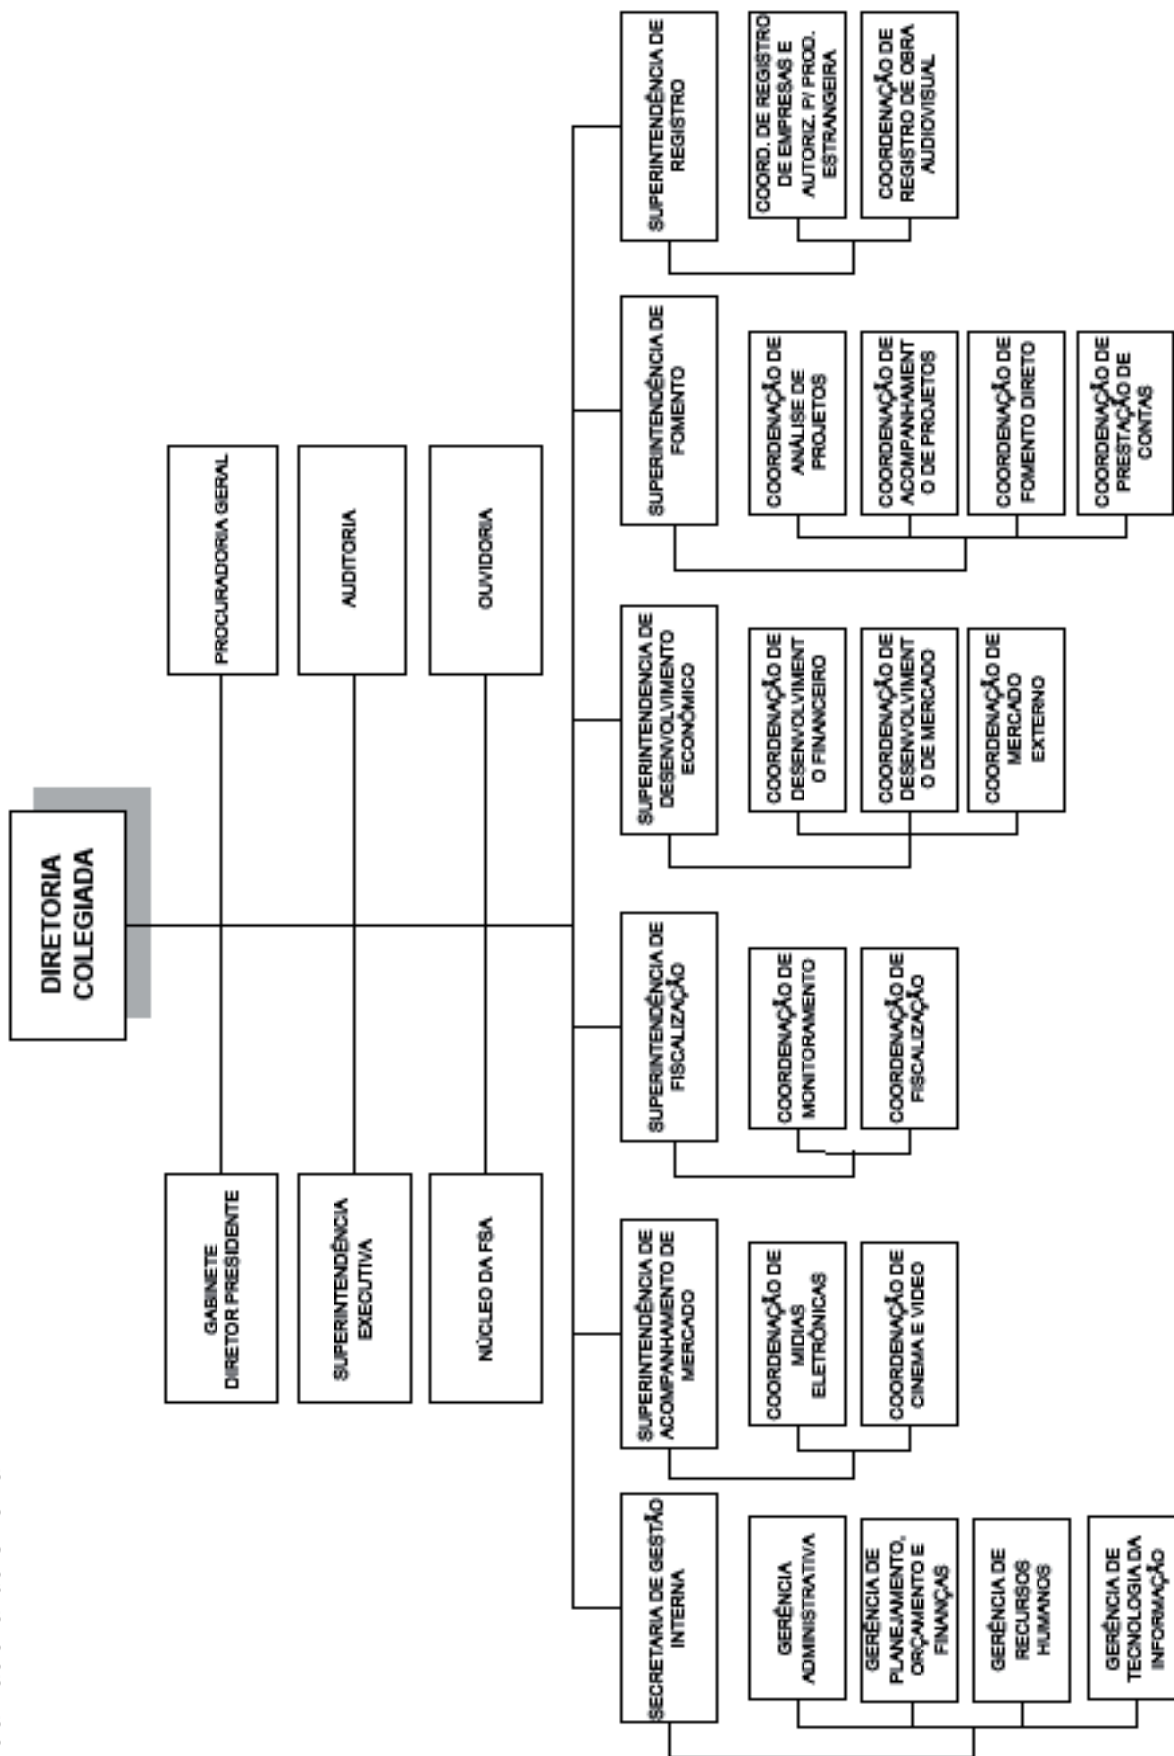 DIRETORIA
COLEGIADA
GABINETE
DIRETOR PRESIDENTE
PROCURADORIA GERAL
SUPERINTENDÊNCIA
EXECUTIVA
AUDITORIA
NÚCLEO DA FSA
OUVIDORIA
SECRETARIA DE GESTÃO
INTERNA
GERÊNCIA
ADMINISTRATIVA
GERÊNCIA DE
PLANEJAMENTO,
ORÇAMENTO E
FINANÇAS
GERÊNCIA DE
RECURSOS
HUMANOS
GERÊNCIA DE
TECNOLOGIA DA
INFORMAÇÃO
SUPERINTENDÊNCIA DE
ACOMPANHAMENTO DE
MERCADO
COORDENAÇÃO DE
MIDIAS
ELETRÔNICAS
COORDENAÇÃO DE
CINEMA E VIDEO
SUPERINTENDÊNCIA DE
FISCALIZAÇÃO
COORDENAÇÃO DE
MONITORAMENTO
COORDENAÇÃO DE
FISCALIZAÇÃO
SUPERINTENDENCIA DE
DESENVOLVIMENTO
ECONÔMICO
COORDENAÇÃO DE
DESENVOLVIMENT
O FINANCEIRO
COORDENAÇÃO DE
DESENVOLVIMENT
O DE MERCADO
COORDENAÇÃO DE
MERCADO
EXTERNO
SUPERINTENDÊNCIA DE
FOMENTO
COORDENAÇÃO DE
ANÁLISE DE
PROJETOS
COORDENAÇÃO DE
ACOMPANHAMENT
O DE PROJETOS
COORDENAÇÃO DE
FOMENTO DIRETO
COORDENAÇÃO DE
PRESTAÇÃO DE
CONTAS
SUPERINTENDÊNCIA DE
REGISTRO
COORD. DE REGISTRO
DE EMPRESAS E
AUTORIZ. P/ PROD.
ESTRANGEIRA
COORDENAÇÃO DE
REGISTRO DE OBRA
AUDIOVISUAL